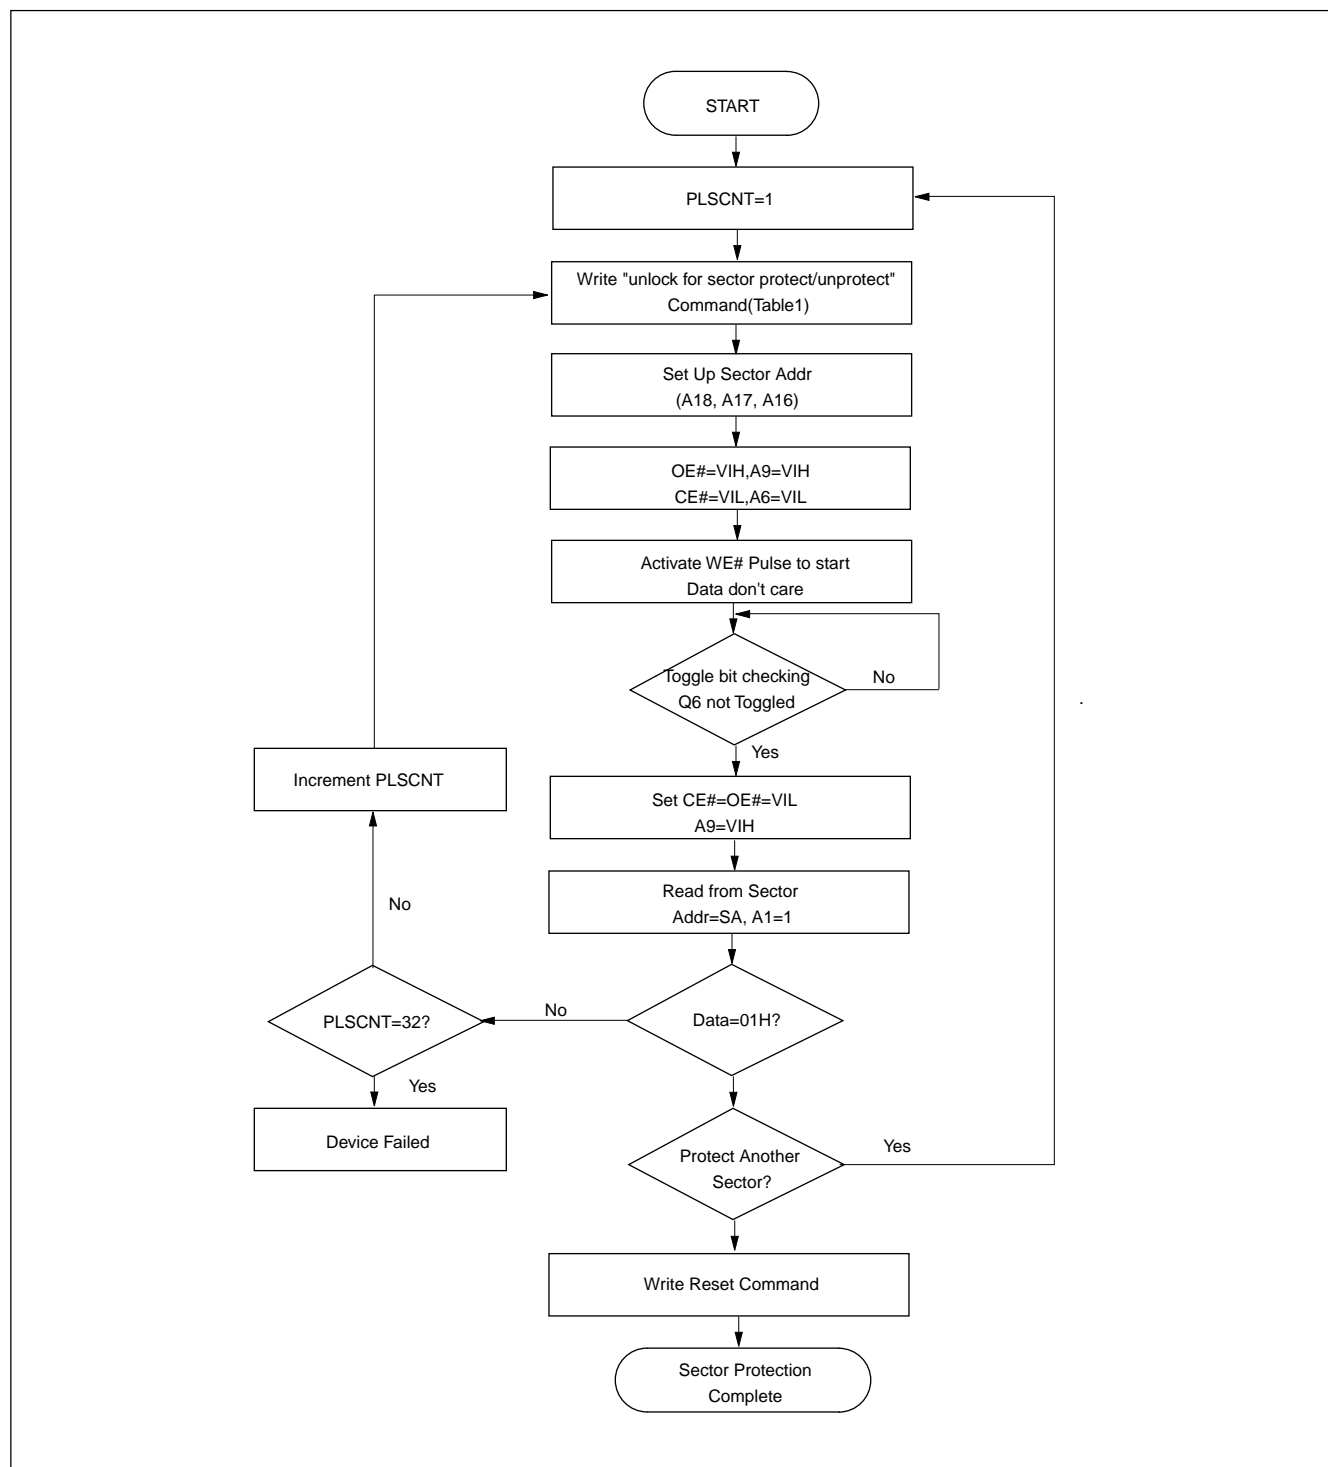 START
PLSCNT=1
Write "unlock for sector protect/unprotect"
Command(Table1)
Set Up Sector Addr
(A18, A17, A16)
OE#=VIH,A9=VIH
CE#=VIL,A6=VIL
Activate WE# Pulse to start
Data don't care
Toggle bit checking
Q6 not Toggled
No
.
Yes
Increment PLSCNT
Set CE#=OE#=VIL
A9=VIH
Read from Sector
Addr=SA, A1=1
No
No
PLSCNT=32?
Data=01H?
Yes
Device Failed
Protect Another
Sector?
Yes
Write Reset Command
Sector Protection
Complete